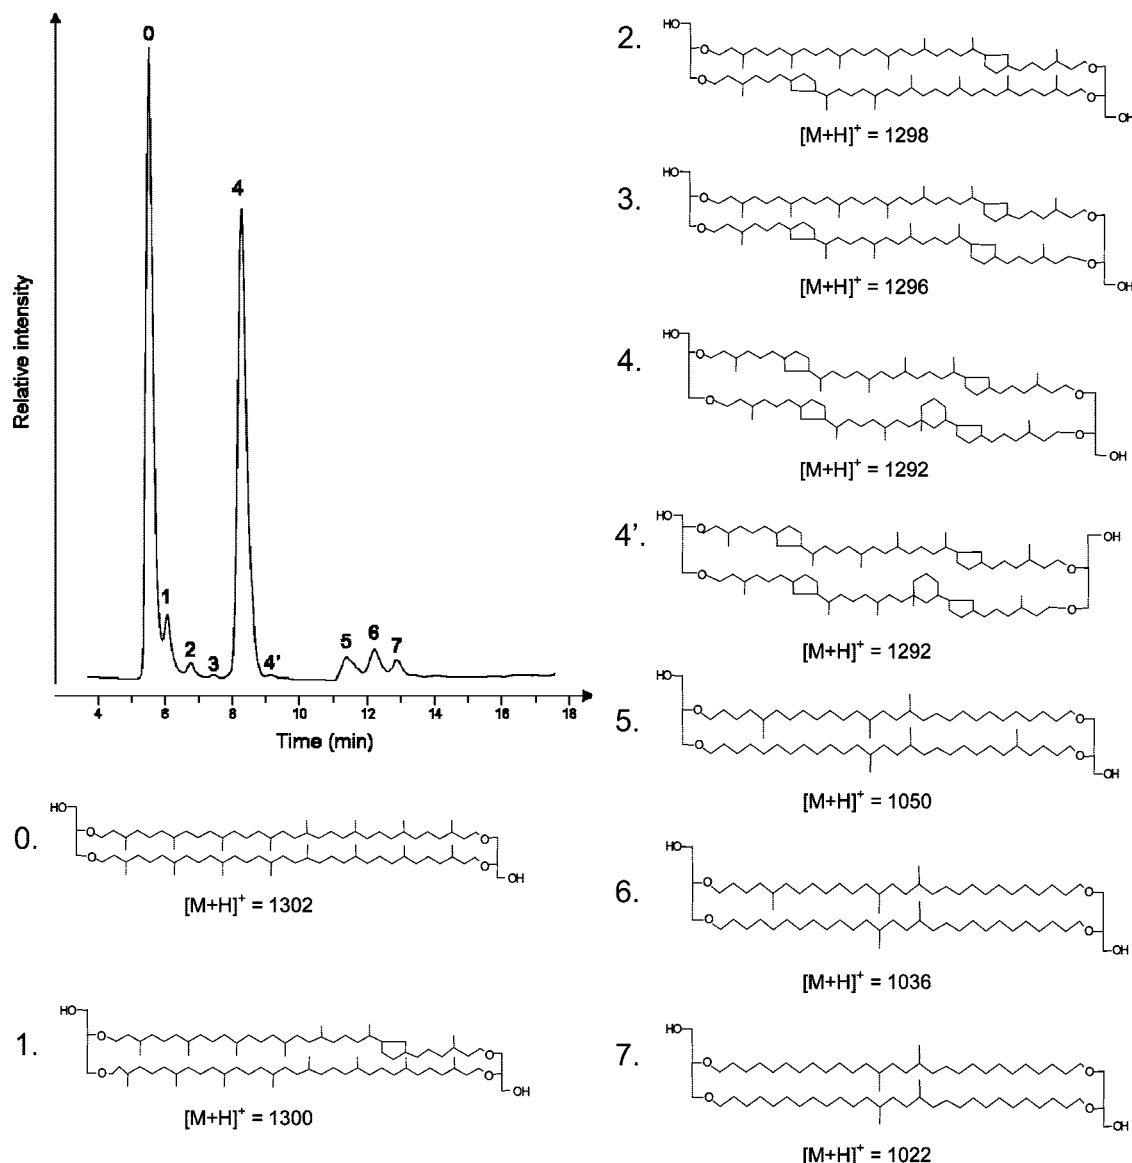 0
4
1
2
3
4'
5
6
7
Relative intensity
4
6
8
10
12
14
16
18
Time (min)
0.
HO
O
O
O
O
OH
[M+H]+ = 1302
1.
HO
O
O
O
O
OH
[M+H]+ = 1300
2.
HO
O
O
O
O
OH
[M+H]+ = 1298
3.
HO
O
O
O
O
OH
[M+H]+ = 1296
4.
HO
O
O
O
O
OH
[M+H]+ = 1292
4'.
HO
OH
O
O
O
O
[M+H]+ = 1292
5.
HO
O
O
O
O
OH
[M+H]+ = 1050
6.
HO
O
O
O
O
OH
[M+H]+ = 1036
7.
HO
O
O
O
O
OH
[M+H]+ = 1022